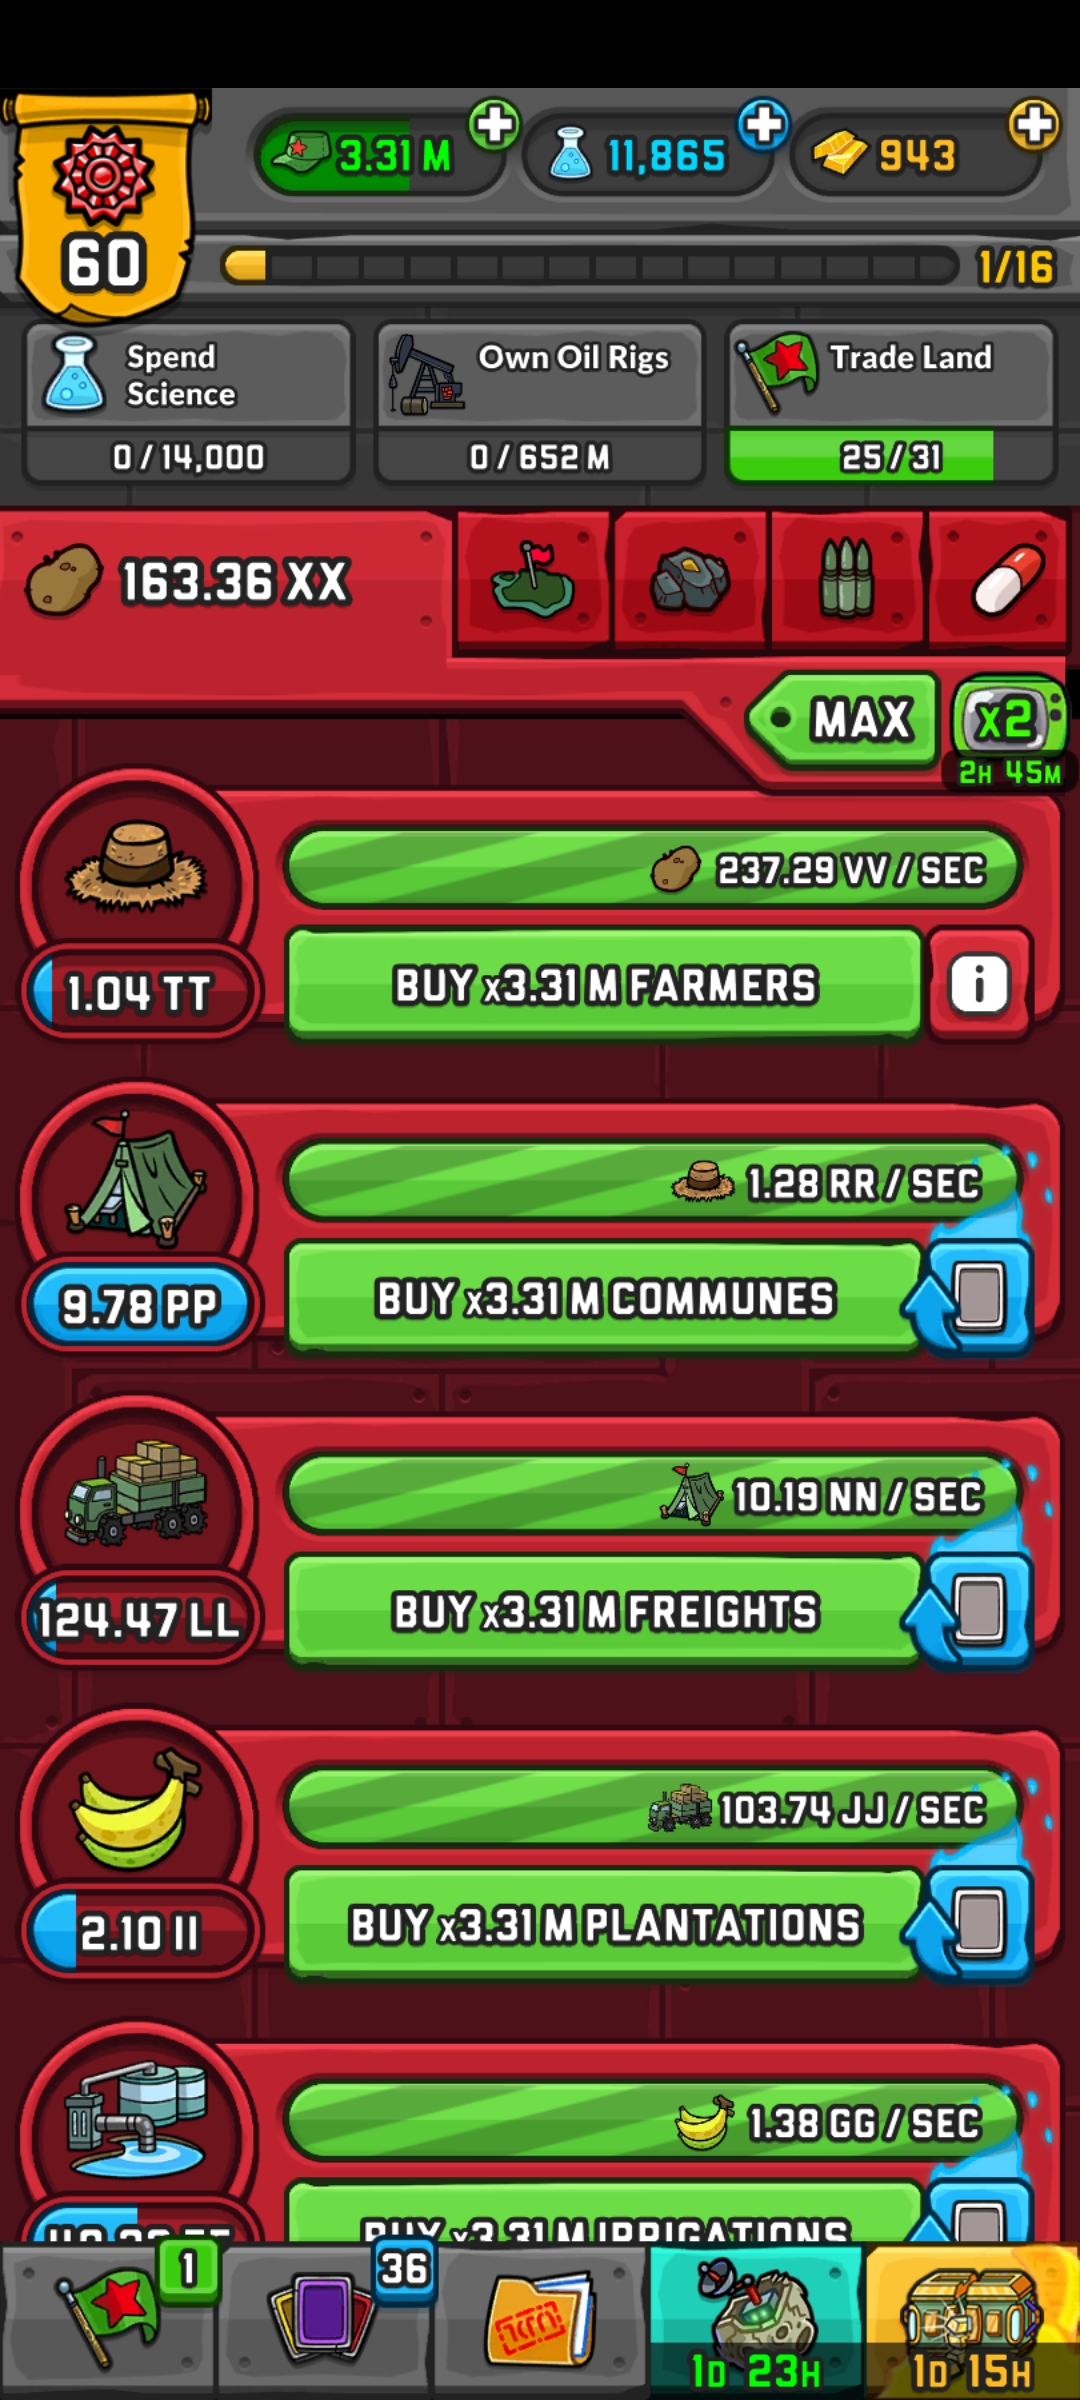 3.31 M
11,865
943
60
1/16
Spend
Science
0/14,000
Own Oil Rigs
0/652 M
Trade Land
25/31
163.36 XX
MAX
x2
2H 45M
237.29 VV / SEC
1.04 TT
BUY x3.31 M FARMERS
i
1.28 RR / SEC
9.78 PP
BUY x3.31 M COMMUNES
10.19 NN / SEC
124.47 LL
BUY x3.31 M FREIGHTS
103.74 JJ / SEC
2.10 II
BUY x3.31 M PLANTATIONS
1.38 GG / SEC
BUY x3.31 M IRRIGATIONS
1
36
1D 23H
1D 15H